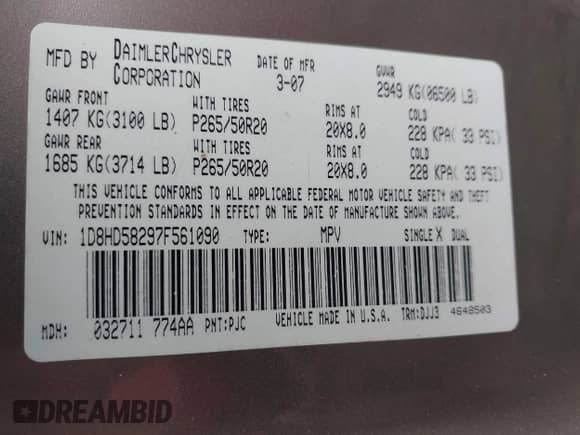 MFD BY DAIMLERCHRYSLER CORPORATION DATE OF MFR 3-07 GVWR 2949 KG(06500 LB)
GAWR FRONT WITH TIRES RIMS AT COLD
1407 KG(3100 LB) P265/50R20 20X8.0 228 KPA( 33 PSI)
GAWR REAR WITH TIRES RIMS AT COLD
1685 KG(3714 LB) P265/50R20 20X8.0 228 KPA( 33 PSI)
THIS VEHICLE CONFORMS TO ALL APPLICABLE FEDERAL MOTOR VEHICLE SAFETY AND THEFT
PREVENTION STANDARDS IN EFFECT ON THE DATE OF MANUFACTURE SHOWN ABOVE.
VIN: 1D8HD58297F561090 TYPE: MPV SINGLE X DUAL
MDH: 032711 774AA PNT:PJC VEHICLE MADE IN U.S.A. TRM:DJJ3 4648503
DREAMBID